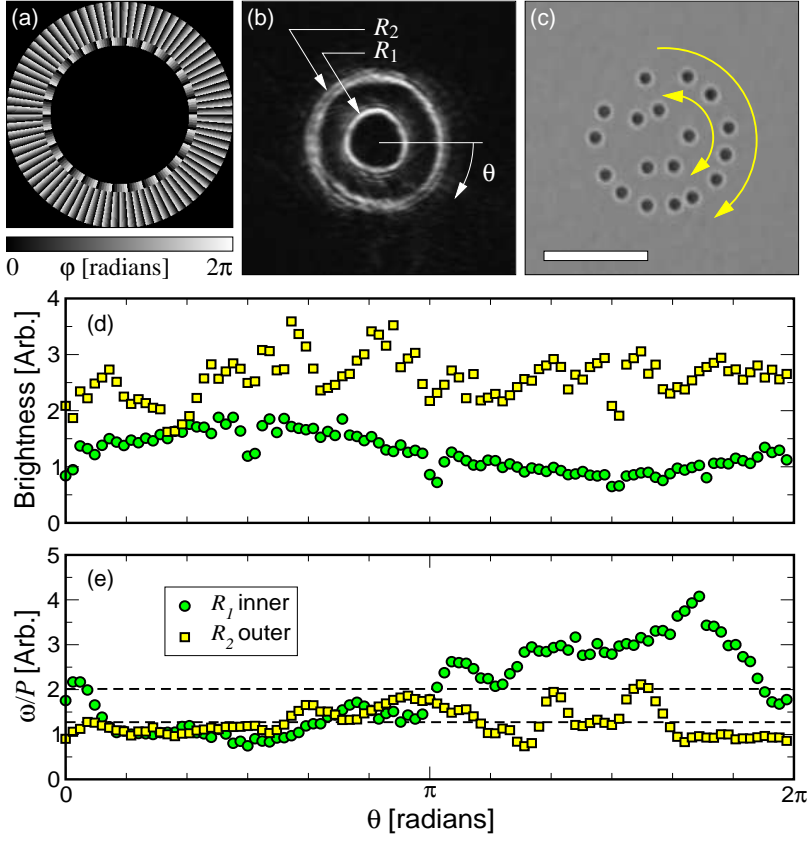 (a)
(b)
(c)
R2
R1
θ
0 φ [radians] 2π
(d)
4
3
2
1
0
Brightness [Arb.]
(e)
5
4
3
2
1
0
ω/P [Arb.]
R1 inner
R2 outer
0 π 2π
θ [radians]